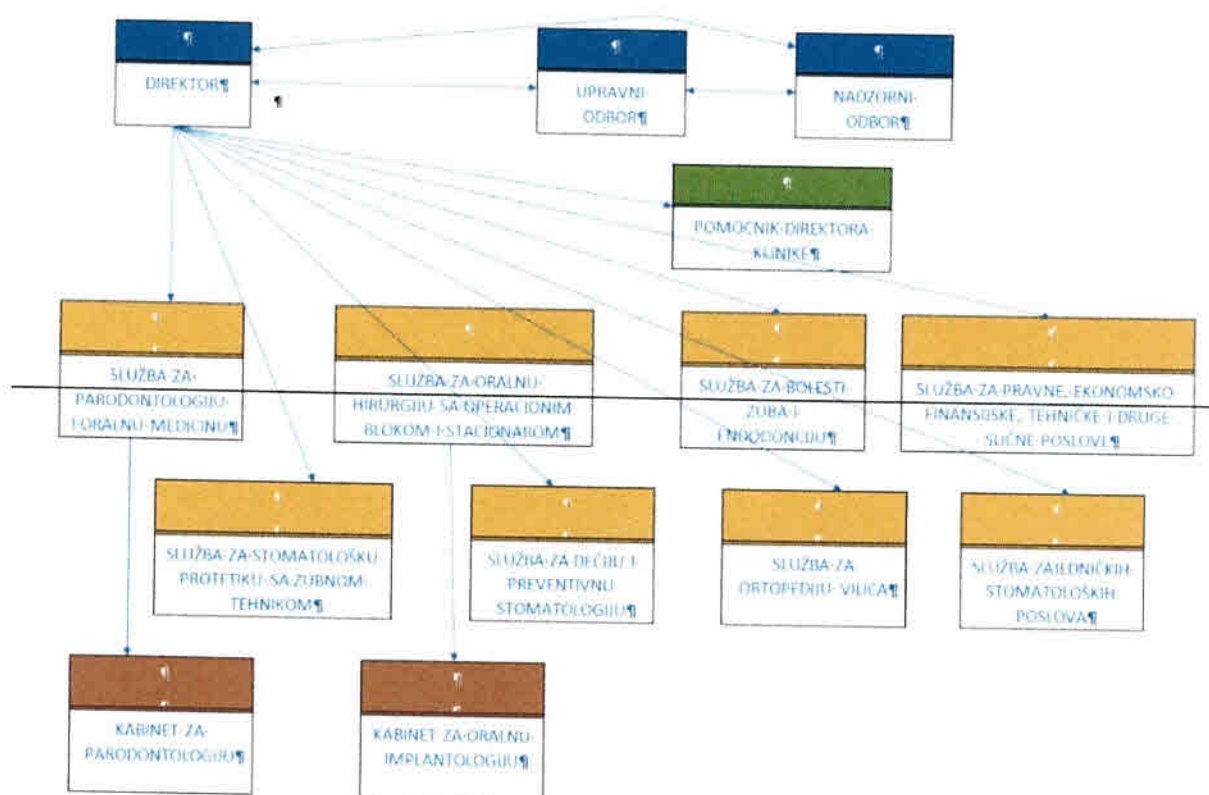 DIREKTOR¶
¶
UPRAVNI·
ODBOR¶
NADZORNI·
ODBOR¶
POMOCNIK·DIREKTORA·
KLINIKE¶
SLUŽBA·ZA·
PARODONTOLOGIJU·
I·ORALNU·MEDICINU¶
SLUŽBA·ZA·ORALNU·
HIRURGIJU·SA·OPERACIONIM·
BLOKOM·I·STACIONAROM¶
SLUŽBA·ZA·BOLESTI·
ZUBA·I·
ENDODONCIJU¶
SLUŽBA·ZA·PRAVNE,·EKONOMSKO·
FINANSIJSKE,·TEHNIČKE·I·DRUGE·
SLIČNE·POSLOVE¶
SLUŽBA·ZA·STOMATOLOŠKU·
PROTETIKU·SA·ZUBNOM·
TEHNIKOM¶
SLUŽBA·ZA·DEČIJU·I·
PREVENTIVNU·
STOMATOLOGIJU¶
SLUŽBA·ZA·
ORTOPEDIJU·VILICA¶
SLUŽBA·ZAJEDNIČKIH·
STOMATOLOŠKIH·
POSLOVA¶
KABINET·ZA·
PARODONTOLOGIJU¶
KABINET·ZA·ORALNU·
IMPLANTOLOGIJU¶